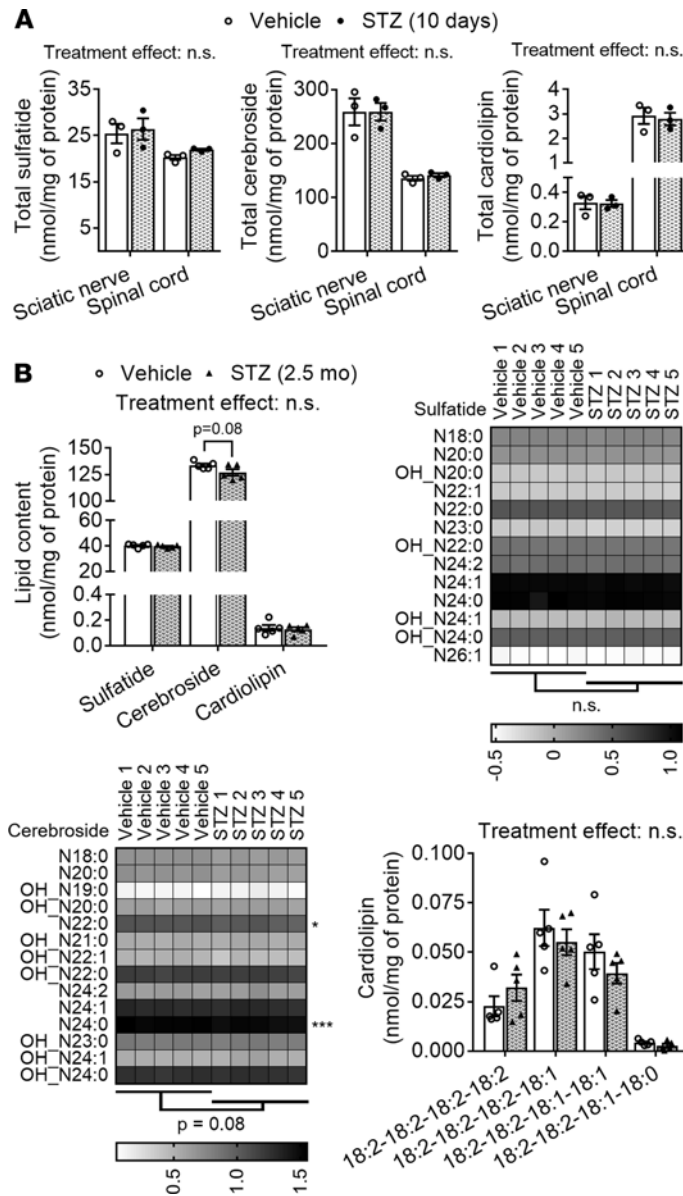 A
○ Vehicle ● STZ (10 days)
Treatment effect: n.s.
Total sulfatide
(nmol/mg of protein)
35
25
15
5
Sciatic nerve
Spinal cord
Treatment effect: n.s.
Total cerebroside
(nmol/mg of protein)
300
200
100
0
Sciatic nerve
Spinal cord
Treatment effect: n.s.
Total cardiolipin
(nmol/mg of protein)
4
3
2
1
0.4
0.2
0.0
Sciatic nerve
Spinal cord
B
○ Vehicle ▲ STZ (2.5 mo)
Treatment effect: n.s.
p=0.08
Lipid content
(nmol/mg of protein)
150
125
100
60
40
20
0.2
0.0
Sulfatide
Cerebroside
Cardiolipin
Sulfatide
Vehicle 1
Vehicle 2
Vehicle 3
Vehicle 4
Vehicle 5
STZ 1
STZ 2
STZ 3
STZ 4
STZ 5
N18:0
N20:0
OH_N20:0
N22:1
N22:0
N23:0
OH_N22:0
N24:2
N24:1
N24:0
OH_N24:1
OH_N24:0
N26:1
n.s.
-0.5
0
0.5
1.0
Cerebroside
Vehicle 1
Vehicle 2
Vehicle 3
Vehicle 4
Vehicle 5
STZ 1
STZ 2
STZ 3
STZ 4
STZ 5
N18:0
N20:0
OH_N19:0
OH_N20:0
N22:0 *
OH_N21:0
OH_N22:1
OH_N22:0
N24:2
N24:1
N24:0 ***
OH_N23:0
OH_N24:1
OH_N24:0
p = 0.08
0.5
1.0
1.5
Treatment effect: n.s.
Cardiolipin
(nmol/mg of protein)
0.100
0.075
0.050
0.025
0.000
18:2-18:2-18:2-18:2
18:2-18:2-18:2-18:1
18:2-18:2-18:1-18:1
18:2-18:2-18:1-18:0